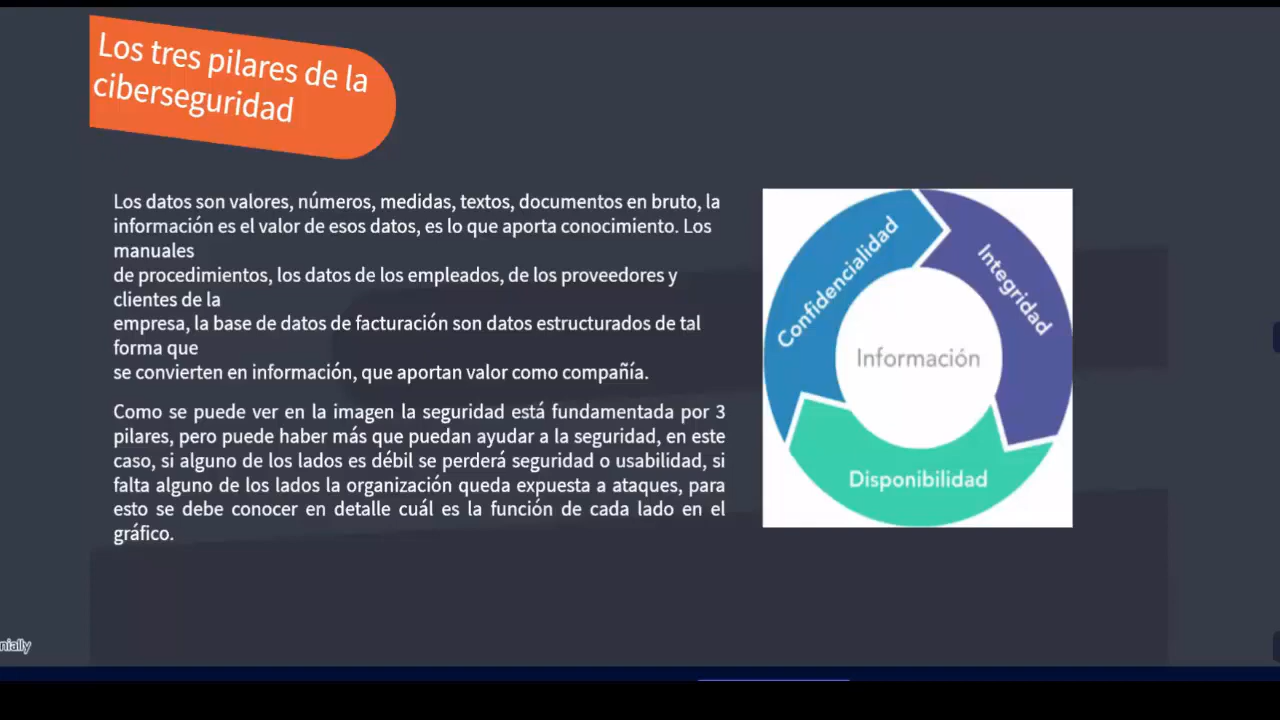 Los tres pilares de la
ciberseguridad
Los datos son valores, números, medidas, textos, documentos en bruto, la
información es el valor de esos datos, es lo que aporta conocimiento. Los
manuales
de procedimientos, los datos de los empleados, de los proveedores y
clientes de la
empresa, la base de datos de facturación son datos estructurados de tal
forma que
se convierten en información, que aportan valor como compañía.
Como se puede ver en la imagen la seguridad está fundamentada por 3
pilares, pero puede haber más que puedan ayudar a la seguridad, en este
caso, si alguno de los lados es débil se perderá seguridad o usabilidad, si
falta alguno de los lados la organización queda expuesta a ataques, para
esto se debe conocer en detalle cuál es la función de cada lado en el
gráfico.
Confidencialidad
Integridad
Información
Disponibilidad
nially